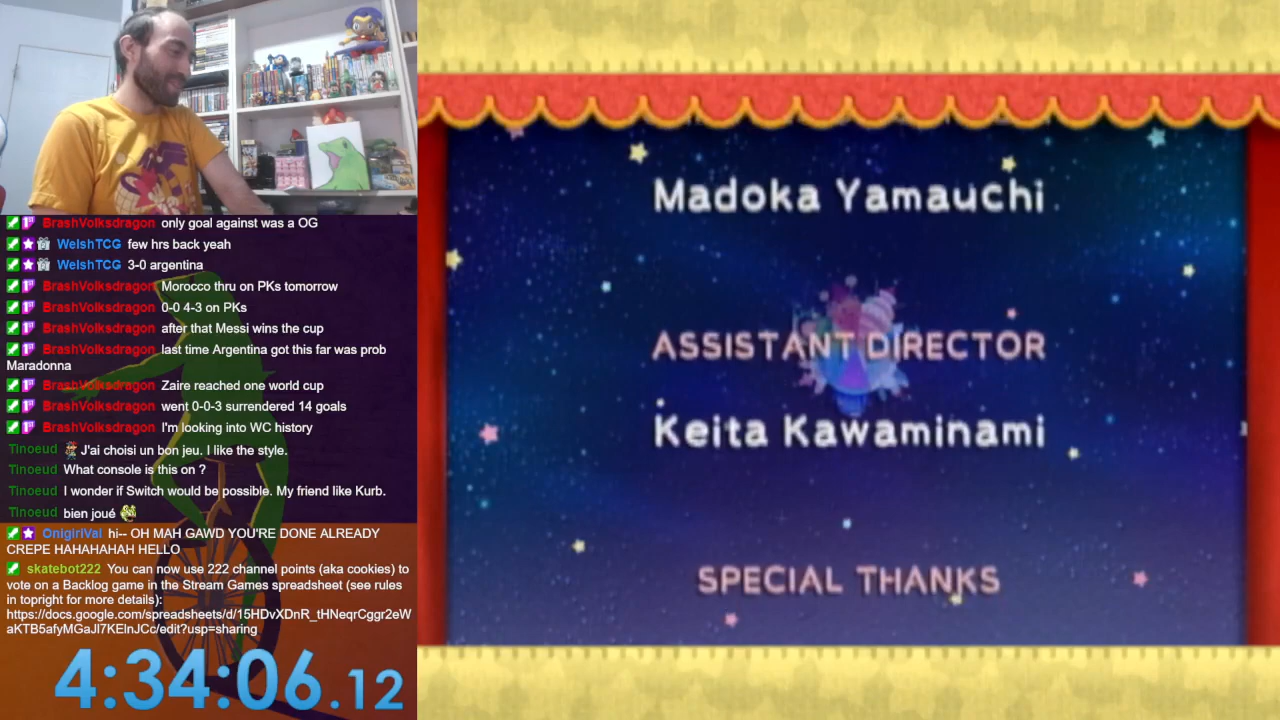 BrashVolksdragon only goal against was a OG
WelshTCG few hrs back yeah
WelshTCG 3-0 argentina
BrashVolksdragon Morocco thru on PKs tomorrow
BrashVolksdragon 0-0 4-3 on PKs
BrashVolksdragon after that Messi wins the cup
BrashVolksdragon last time Argentina got this far was prob
Maradonna
BrashVolksdragon Zaire reached one world cup
BrashVolksdragon went 0-0-3 surrendered 14 goals
BrashVolksdragon I'm looking into WC history
Tinoeud J'ai choisi un bon jeu. I like the style.
Tinoeud What console is this on ?
Tinoeud I wonder if Switch would be possible. My friend like Kurb.
Tinoeud bien joué
OnigiriVal hi-- OH MAH GAWD YOU'RE DONE ALREADY
CREPE HAHAHAHAH HELLO
skatebot222 You can now use 222 channel points (aka cookies) to
vote on a Backlog game in the Stream Games spreadsheet (see rules
in topright for more details):
https://docs.google.com/spreadsheets/d/15HDvXDnR_tHNeqrCggr2eW
aKTB5afyMGaJl7KElnJCc/edit?usp=sharing
4:34:06.12
Madoka Yamauchi
ASSISTANT DIRECTOR
Keita Kawaminami
SPECIAL THANKS